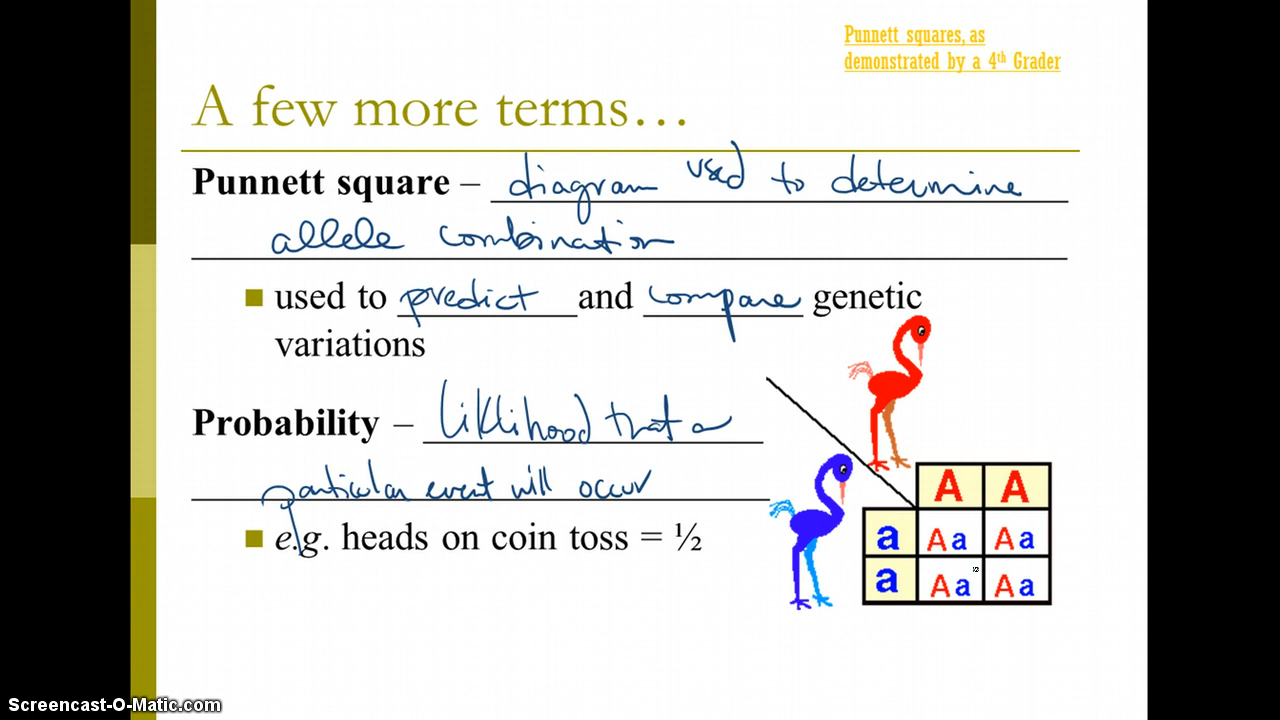 Punnett squares, as
demonstrated by a 4th Grader
A few more terms…
Punnett square – diagram used to determine
allele combination
■ used to predict and compare genetic
variations
Probability – liklihood that a
particular event will occur
■ e.g. heads on coin toss = ½
A A
a Aa Aa
a Aa Aa
Screencast-O-Matic.com